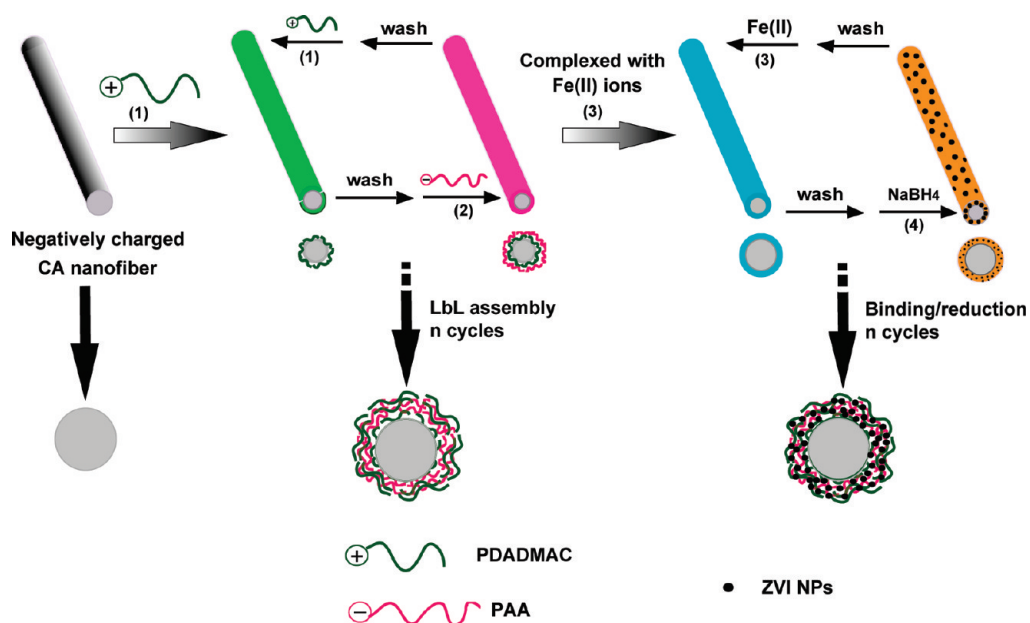 +
(1)
Negatively charged
CA nanofiber
+
(1)
wash
wash
−
(2)
LbL assembly
n cycles
Complexed with
Fe(II) ions
(3)
Fe(II)
(3)
wash
wash
NaBH4
(4)
Binding/reduction
n cycles
+ PDADMAC
− PAA
ZVI NPs